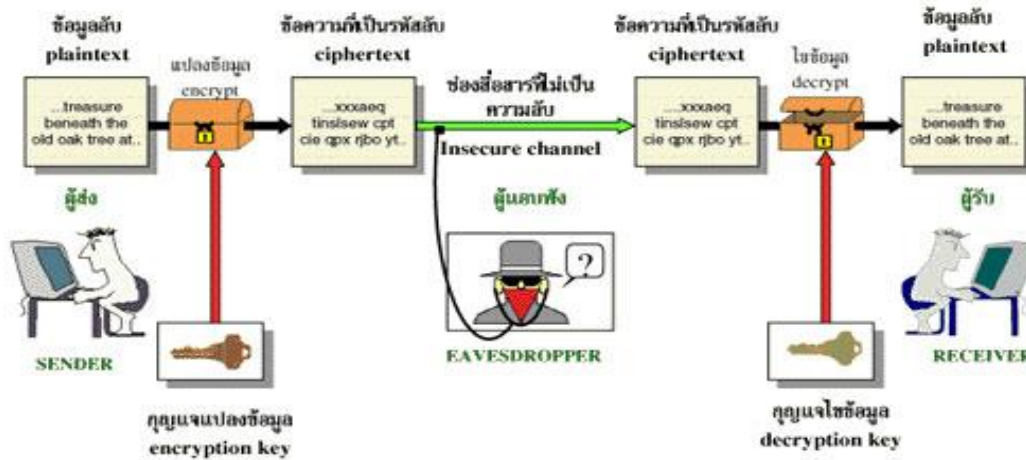 ข้อมูลลับ
plaintext
...treasure
beneath the
old oak tree at..
แปลงข้อมูล
encrypt
ข้อความที่เป็นรหัสลับ
ciphertext
...xxxaeq
tinslsew cpt
cie qpx rjbo yt..
ช่องสื่อสารที่ไม่เป็น
ความลับ
Insecure channel
ข้อความที่เป็นรหัสลับ
ciphertext
...xxxaeq
tinslsew cpt
cie qpx rjbo yt..
ไขข้อมูล
decrypt
ข้อมูลลับ
plaintext
...treasure
beneath the
old oak tree at..
ผู้ส่ง
SENDER
ผู้แอบฟัง
?
EAVESDROPPER
ผู้รับ
RECEIVER
กุญแจแปลงข้อมูล
encryption key
กุญแจไขข้อมูล
decryption key